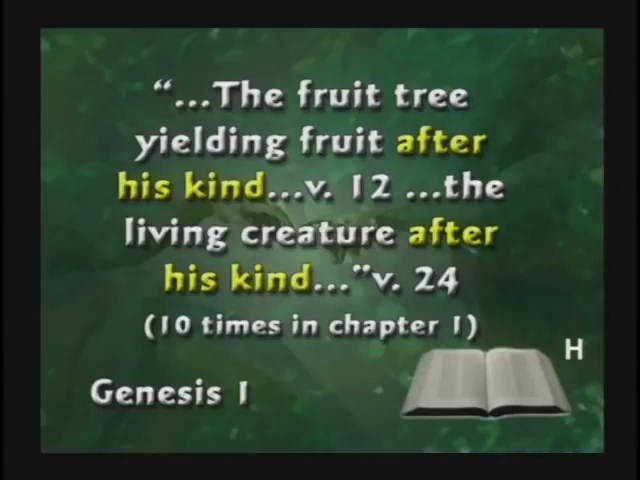 “...The fruit tree
yielding fruit after
his kind...v. 12 ...the
living creature after
his kind...”v. 24
(10 times in chapter 1)
H
Genesis 1